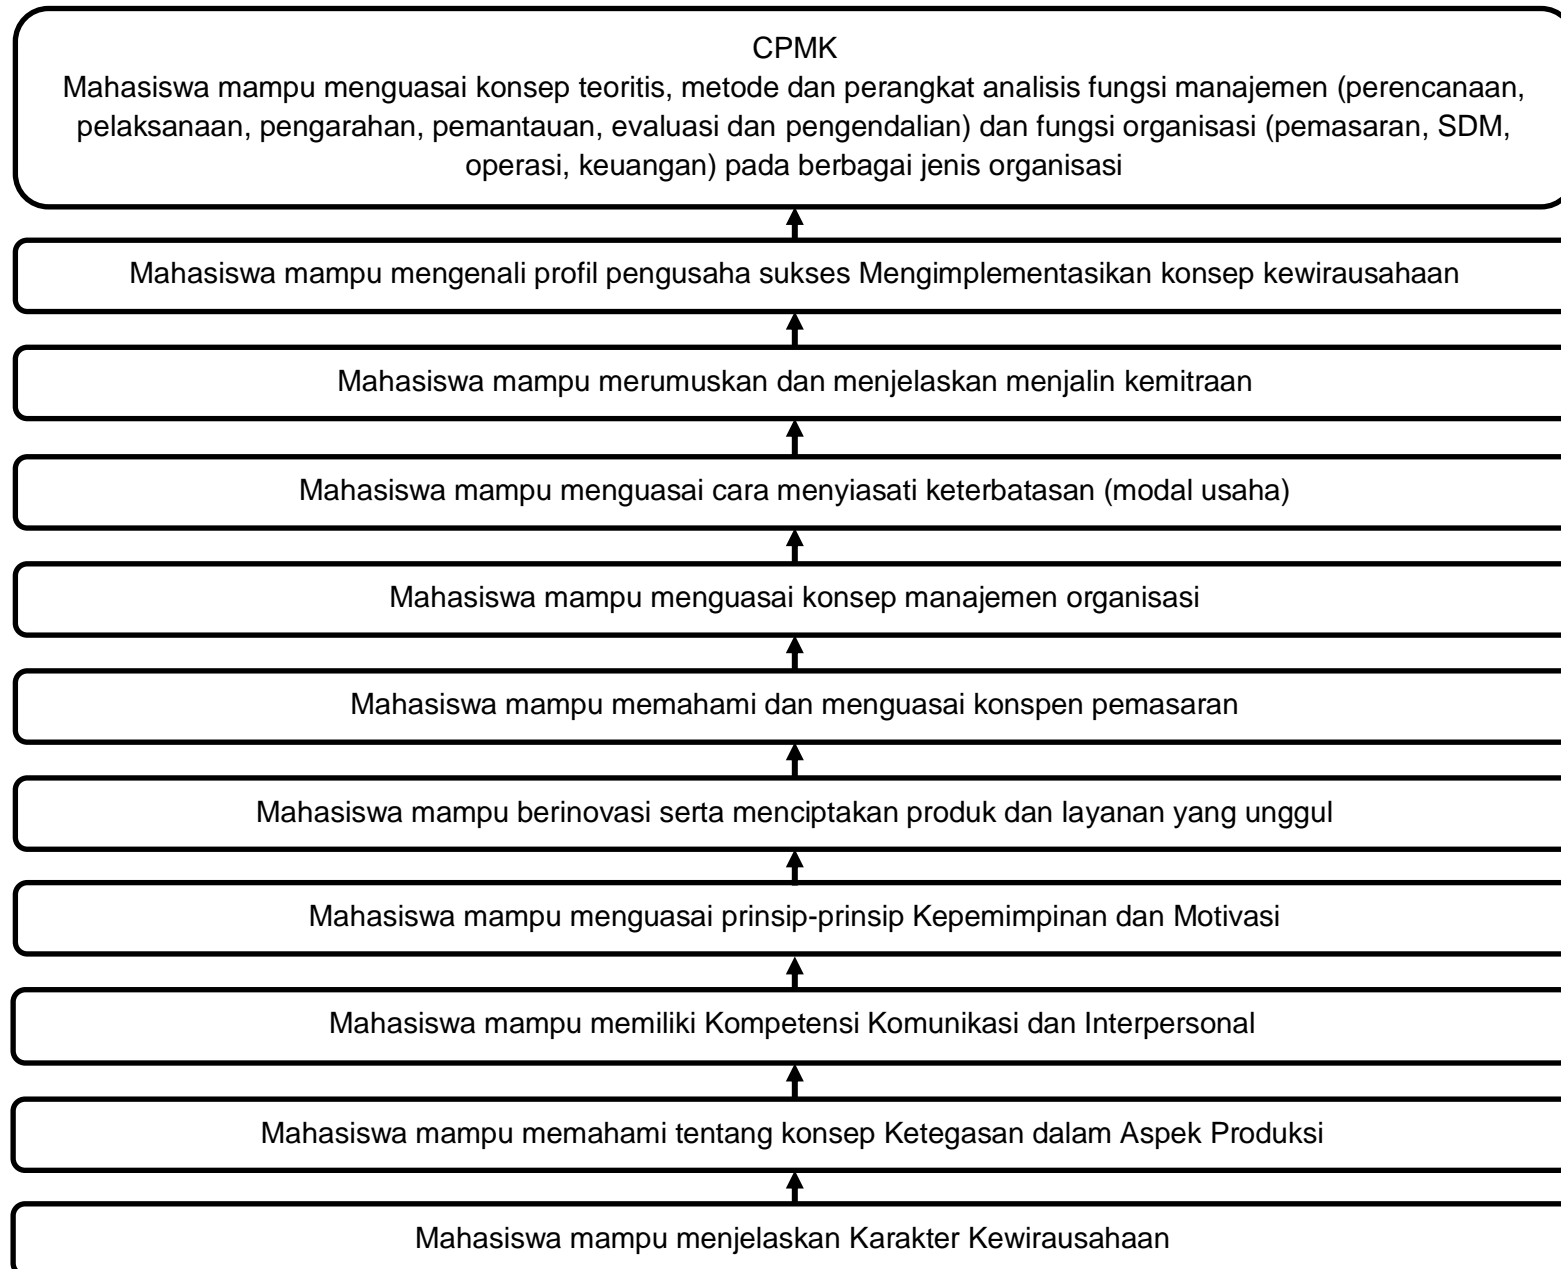 CPMK
Mahasiswa mampu menguasai konsep teoritis, metode dan perangkat analisis fungsi manajemen (perencanaan,
pelaksanaan, pengarahan, pemantauan, evaluasi dan pengendalian) dan fungsi organisasi (pemasaran, SDM,
operasi, keuangan) pada berbagai jenis organisasi
Mahasiswa mampu mengenali profil pengusaha sukses Mengimplementasikan konsep kewirausahaan
Mahasiswa mampu merumuskan dan menjelaskan menjalin kemitraan
Mahasiswa mampu menguasai cara menyiasati keterbatasan (modal usaha)
Mahasiswa mampu menguasai konsep manajemen organisasi
Mahasiswa mampu memahami dan menguasai konspen pemasaran
Mahasiswa mampu berinovasi serta menciptakan produk dan layanan yang unggul
Mahasiswa mampu menguasai prinsip-prinsip Kepemimpinan dan Motivasi
Mahasiswa mampu memiliki Kompetensi Komunikasi dan Interpersonal
Mahasiswa mampu memahami tentang konsep Ketegasan dalam Aspek Produksi
Mahasiswa mampu menjelaskan Karakter Kewirausahaan